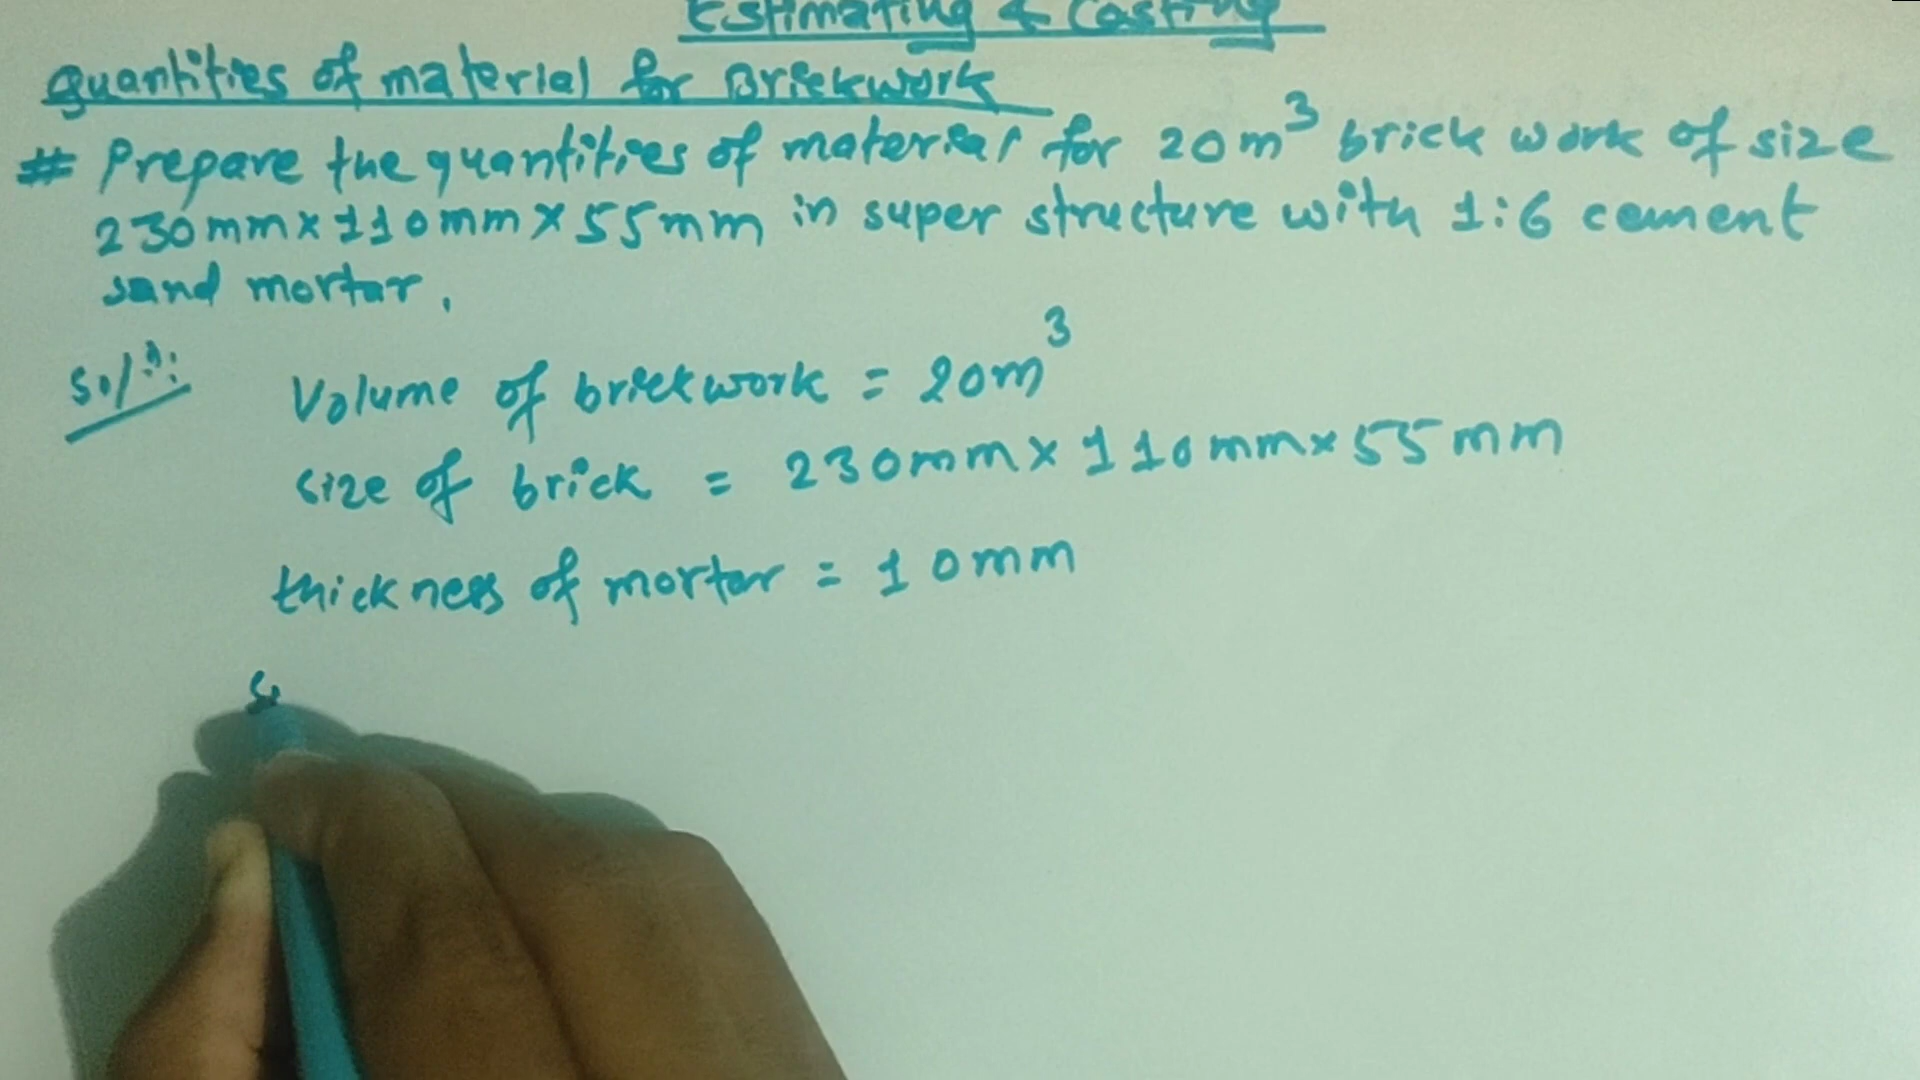 Estimating & Costing
Quantities of material for Brickwork
# Prepare the quantities of material for 20m³ brick work of size
230mm x 110mm x 55mm in super structure with 1:6 cement
sand mortar.
Solⁿ:
Volume of brickwork = 20m³
size of brick = 230mm x 110mm x 55mm
thickness of mortar = 10mm